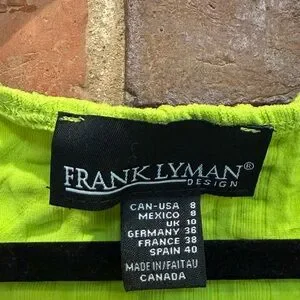 FRANK LYMAN®
DESIGN
CAN-USA 8
MEXICO 8
UK 10
GERMANY 36
FRANCE 38
SPAIN 40
MADE IN/FAIT AU
CANADA